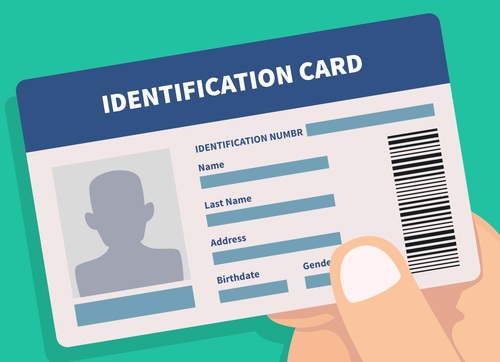 IDENTIFICATION CARD
IDENTIFICATION NUMBR
Name
Last Name
Address
Birthdate
Gende